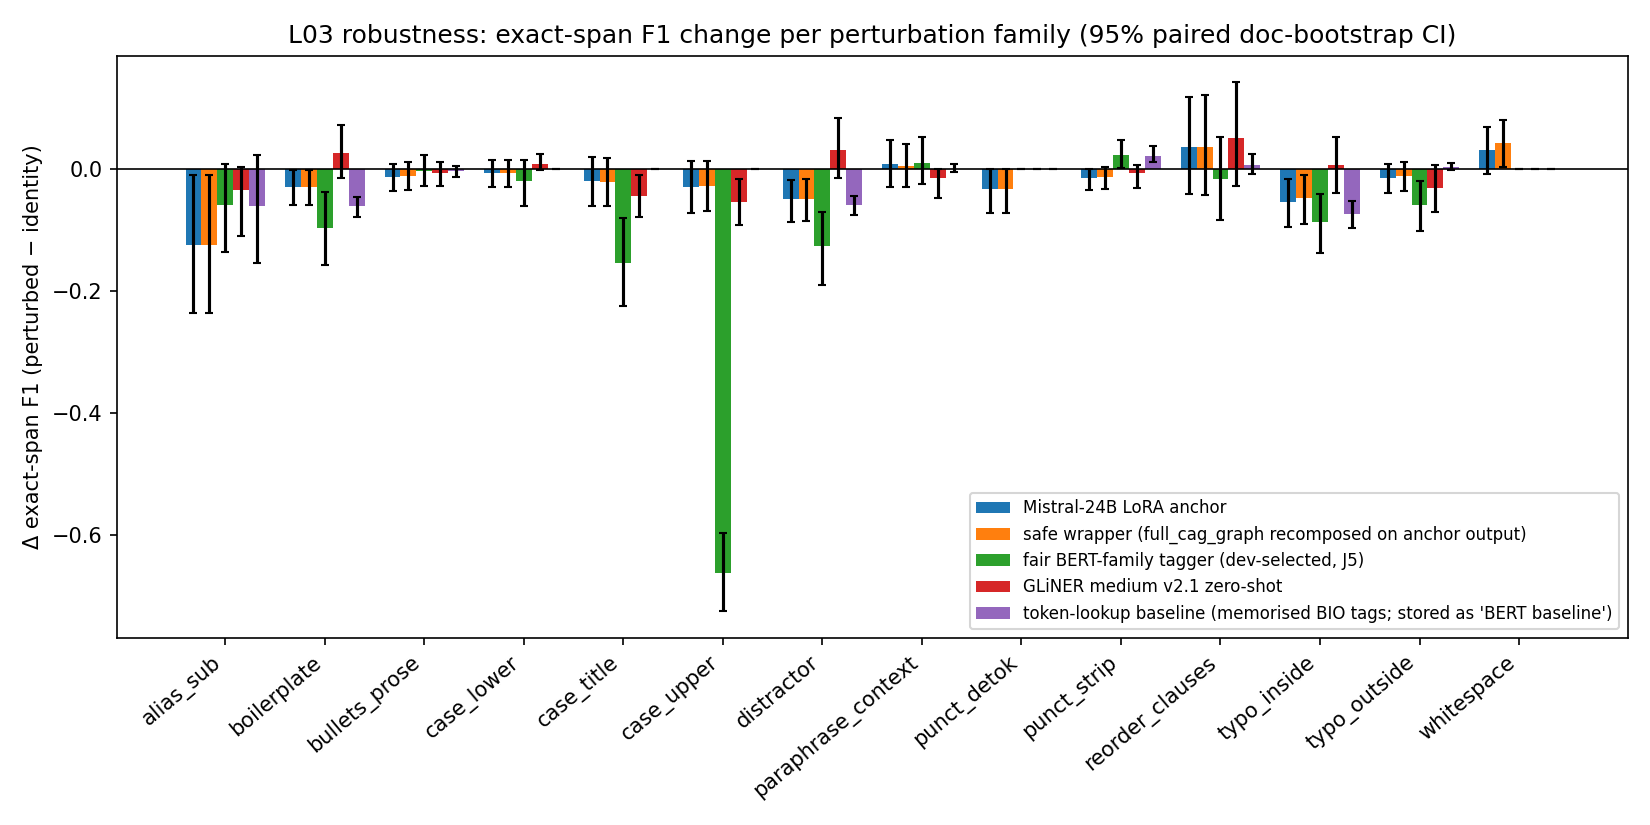 L03 robustness: exact-span F1 change per perturbation family (95% paired doc-bootstrap CI)
Δ exact-span F1 (perturbed − identity)
0.0
−0.2
−0.4
−0.6
Mistral-24B LoRA anchor
safe wrapper (full_cag_graph recomposed on anchor output)
fair BERT-family tagger (dev-selected, J5)
GLiNER medium v2.1 zero-shot
token-lookup baseline (memorised BIO tags; stored as 'BERT baseline')
alias_sub
boilerplate
bullets_prose
case_lower
case_title
case_upper
distractor
paraphrase_context
punct_detok
punct_strip
reorder_clauses
typo_inside
typo_outside
whitespace